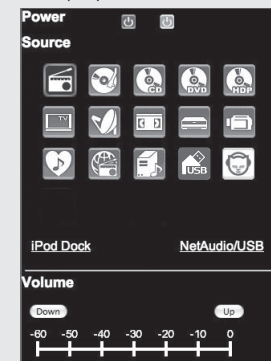 Power
Source
CD DVD HDP
TV
USB
iPod Dock NetAudio/USB
Volume
Down Up
-60 -50 -40 -30 -20 -10 0